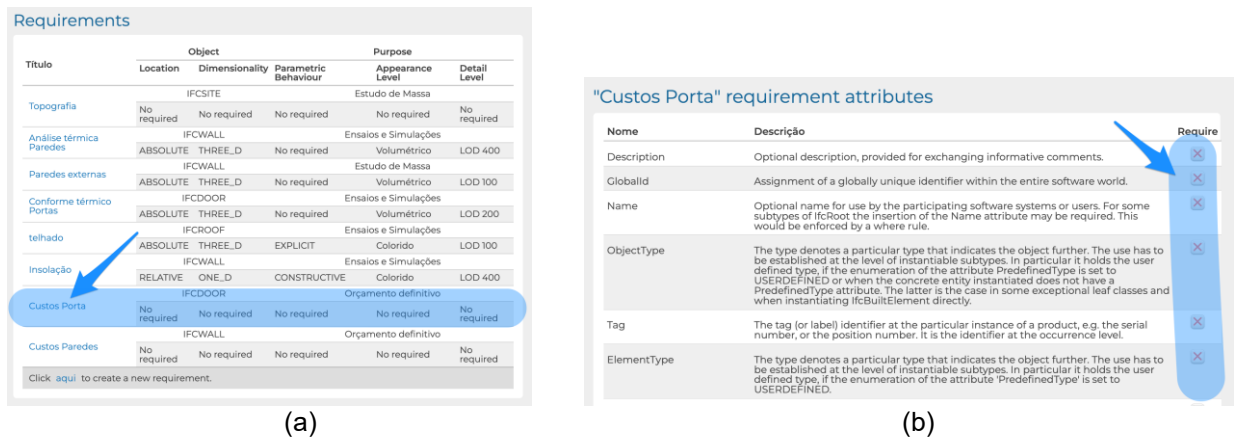 Requirements
Object Purpose
Título Location Dimensionality Parametric Behaviour Appearance Level Detail Level
IFCSITE Estudo de Massa
Topografia
No required No required No required No required No required
IFCWALL Ensaios e Simulações
Análise térmica Paredes
ABSOLUTE THREE_D No required Volumétrico LOD 400
IFCWALL Estudo de Massa
Paredes externas
ABSOLUTE THREE_D No required Volumétrico LOD 100
IFCDOOR Ensaios e Simulações
Conforme térmico Portas
ABSOLUTE THREE_D No required Volumétrico LOD 200
IFCROOF Ensaios e Simulações
telhado
ABSOLUTE THREE_D EXPLICIT Colorido LOD 100
IFCWALL Ensaios e Simulações
Insolação
RELATIVE ONE_D CONSTRUCTIVE Colorido LOD 400
IFCDOOR Orçamento definitivo
Custos Porta
No required No required No required No required No required
IFCWALL Orçamento definitivo
Custos Paredes
No required No required No required No required No required
Click aqui to create a new requirement.
(a)
"Custos Porta" requirement attributes
Nome Descrição Require
Description Optional description, provided for exchanging informative comments.
GlobalId Assignment of a globally unique identifier within the entire software world.
Name Optional name for use by the participating software systems or users. For some
subtypes of IfcRoot the insertion of the Name attribute may be required. This
would be enforced by a where rule.
ObjectType The type denotes a particular type that indicates the object further. The use has to
be established at the level of instantiable subtypes. In particular it holds the user
defined type, if the enumeration of the attribute PredefinedType is set to
USERDEFINED or when the concrete entity instantiated does not have a
PredefinedType attribute. The latter is the case in some exceptional leaf classes and
when instantiating IfcBuiltElement directly.
Tag The tag (or label) identifier at the particular instance of a product, e.g. the serial
number, or the position number. It is the identifier at the occurrence level.
ElementType The type denotes a particular type that indicates the object further. The use has to
be established at the level of instantiable subtypes. In particular it holds the user
defined type, if the enumeration of the attribute 'PredefinedType' is set to
USERDEFINED.
(b)